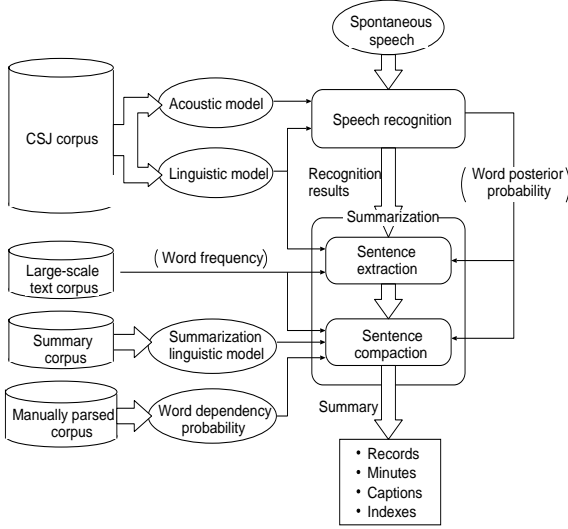 Spontaneous
speech
CSJ corpus
Acoustic model
Speech recognition
Linguistic model
Recognition
results
(Word posterior
probability)
Summarization
Large-scale
text corpus
(Word frequency)
Sentence
extraction
Summary
corpus
Summarization
linguistic model
Sentence
compaction
Manually parsed
corpus
Word dependency
probability
Summary
• Records
• Minutes
• Captions
• Indexes